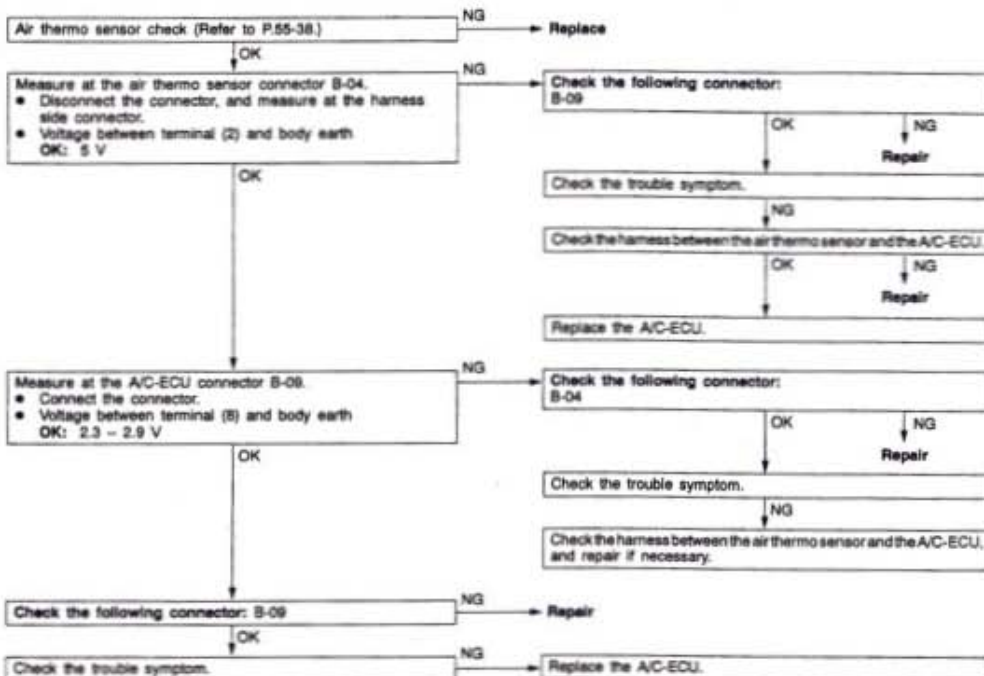 Air thermo sensor check (Refer to P.55-38.)
NG
Replace
OK
Measure at the air thermo sensor connector B-04.
● Disconnect the connector, and measure at the harness
side connector.
● Voltage between terminal (2) and body earth
OK: 5 V
NG
Check the following connector:
B-09
OK
NG
Repair
Check the trouble symptom.
NG
Check the harness between the air thermo sensor and the A/C-ECU.
OK
NG
Repair
Replace the A/C-ECU.
OK
Measure at the A/C-ECU connector B-09.
● Connect the connector.
● Voltage between terminal (8) and body earth
OK: 2.3 – 2.9 V
NG
Check the following connector:
B-04
OK
NG
Repair
Check the trouble symptom.
NG
Check the harness between the air thermo sensor and the A/C-ECU,
and repair if necessary.
OK
Check the following connector: B-09
NG
Repair
OK
Check the trouble symptom.
NG
Replace the A/C-ECU.